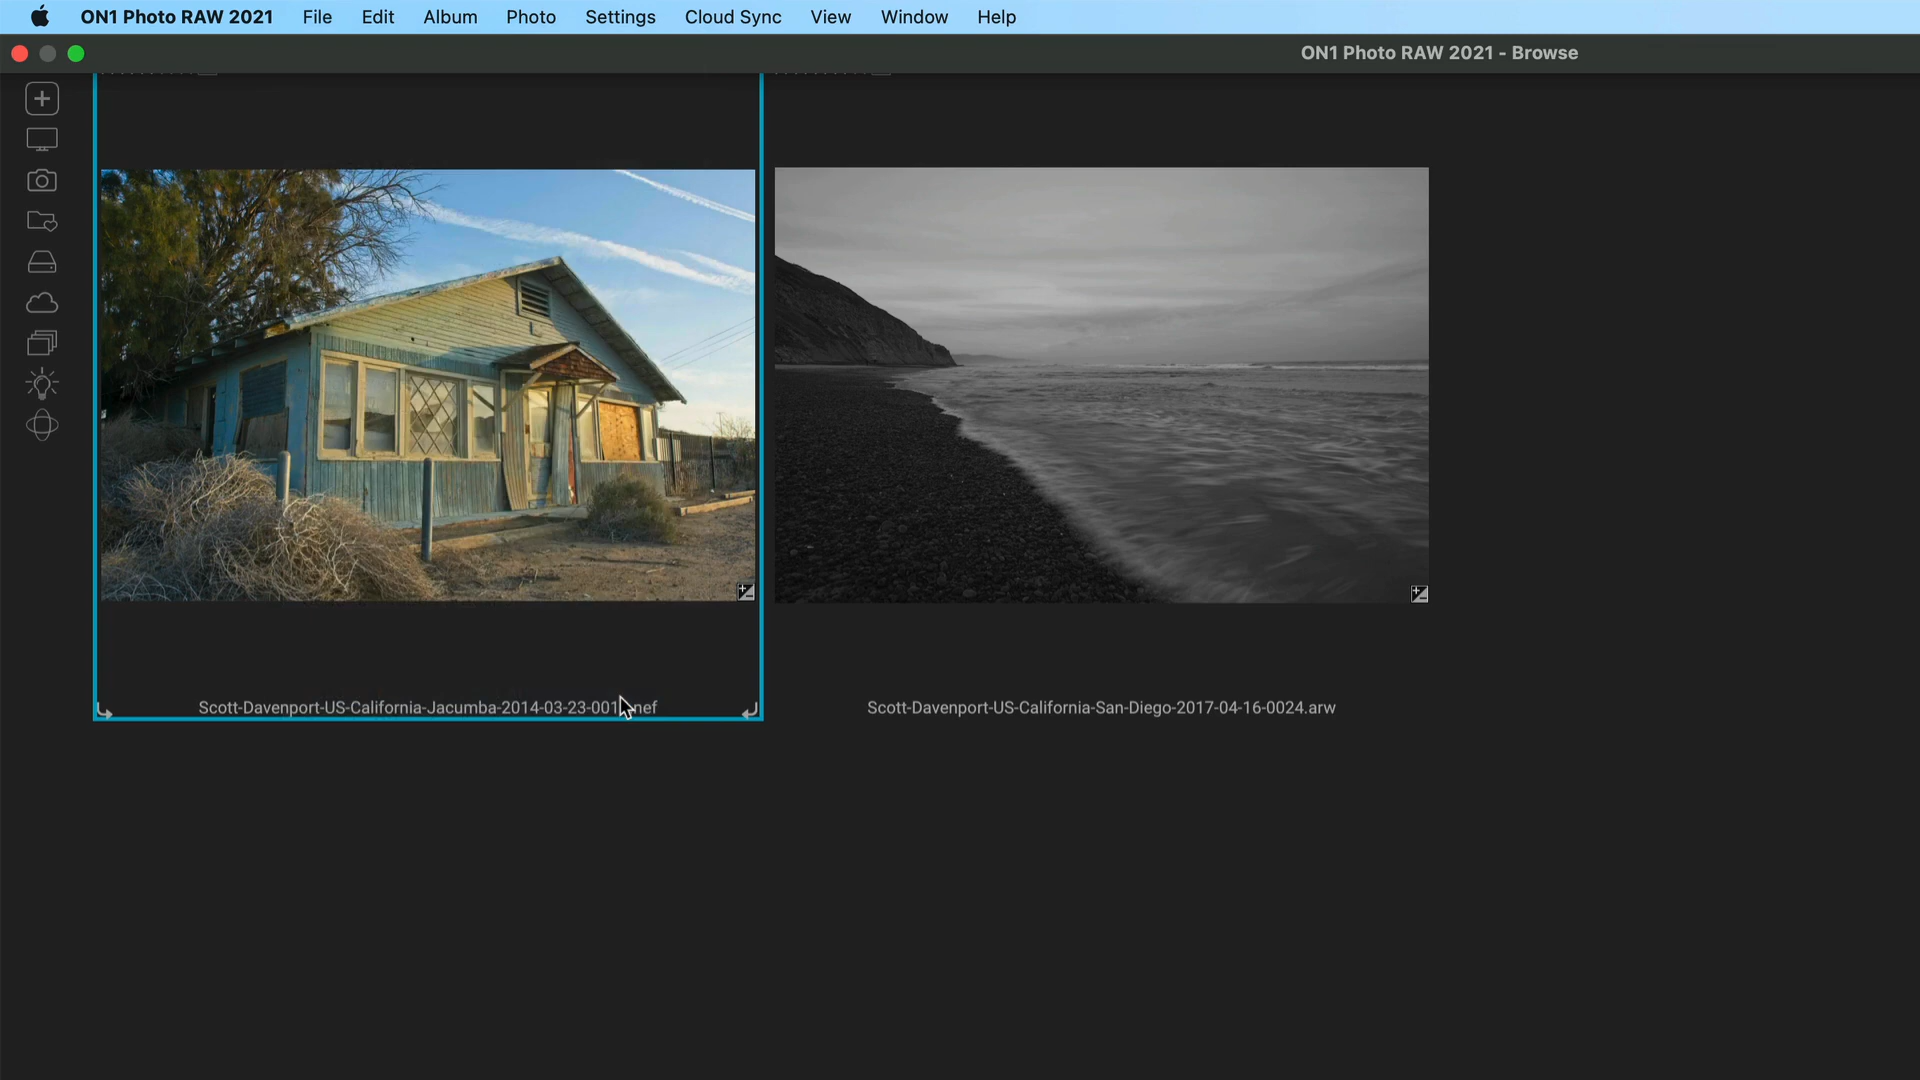 ON1 Photo RAW 2021 File Edit Album Photo Settings Cloud Sync View Window Help
ON1 Photo RAW 2021 - Browse
Scott-Davenport-US-California-Jacumba-2014-03-23-001 nef
Scott-Davenport-US-California-San-Diego-2017-04-16-0024.arw